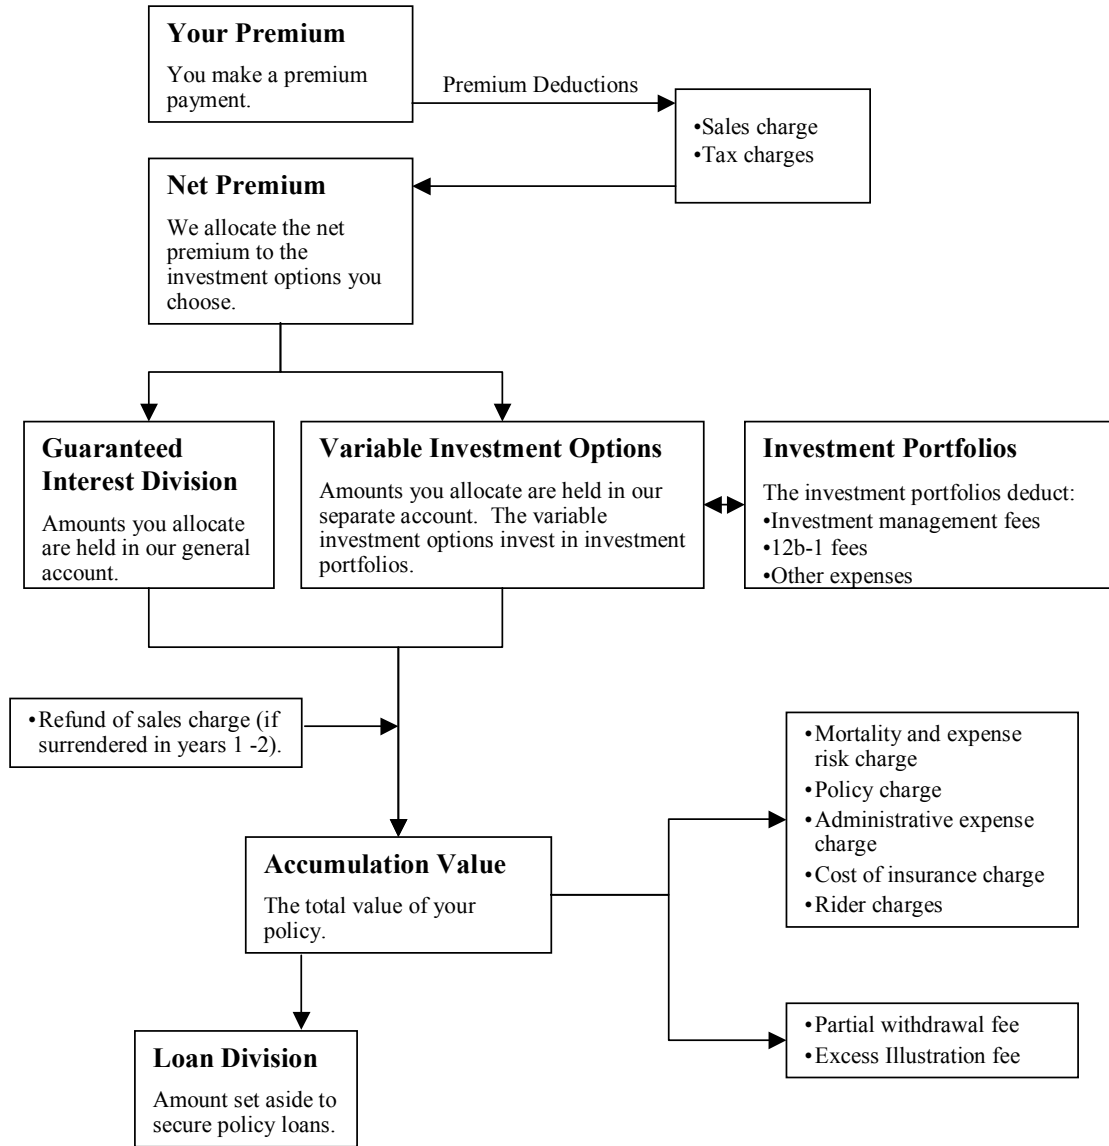 Your Premium
You make a premium
payment.
Premium Deductions
•Sales charge
•Tax charges
Net Premium
We allocate the net
premium to the
investment options you
choose.
Guaranteed
Interest Division
Amounts you allocate
are held in our general
account.
Variable Investment Options
Amounts you allocate are held in our
separate account.  The variable
investment options invest in investment
portfolios.
Investment Portfolios
The investment portfolios deduct:
•Investment management fees
•12b-1 fees
•Other expenses
•Refund of sales charge (if
surrendered in years 1 -2).
•Mortality and expense
risk charge
•Policy charge
•Administrative expense
charge
•Cost of insurance charge
•Rider charges
Accumulation Value
The total value of your
policy.
•Partial withdrawal fee
•Excess Illustration fee
Loan Division
Amount set aside to
secure policy loans.